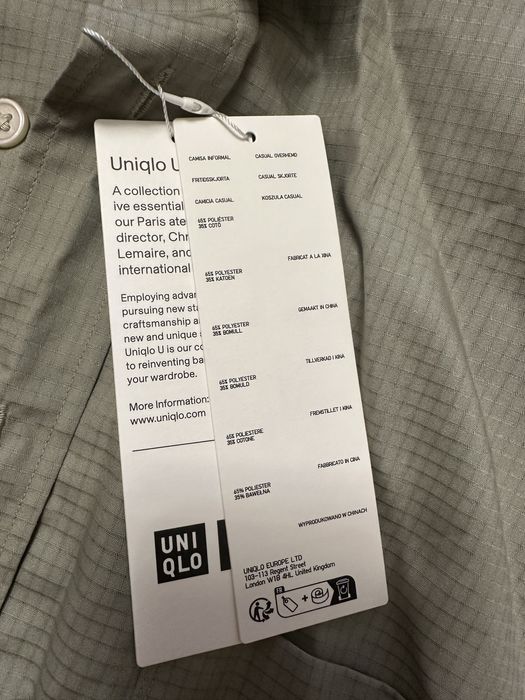 Uniqlo U
A collection
ive essential
our Paris ate
director, Chr
Lemaire, and
international
Employing advan
pursuing new sta
craftsmanship a
new and unique
Uniqlo U is our co
to reinventing ba
your wardrobe.
More Information:
www.uniqlo.com
UNI
QLO
CAMISA INFORMAL
CASUAL OVERHEMD
FRITIDSSKJORTA
CASUAL SKJORTE
CAMICIA CASUAL
KOSZULA CASUAL
65% POLIÈSTER
35% COTÓ
FABRICAT A LA XINA
65% POLYESTER
35% KATOEN
GEMAAKT IN CHINA
65% POLYESTER
35% BOMULL
TILLVERKAD I KINA
65% POLYESTER
35% BOMULD
FREMSTILLET I KINA
65% POLIESTERE
35% COTONE
FABBRICATO IN CINA
65% POLIESTER
35% BAWEŁNA
WYPRODUKOWANO W CHINACH
UNIQLO EUROPE LTD
103-113 Regent Street
London W1B 4HL United Kingdom
FR